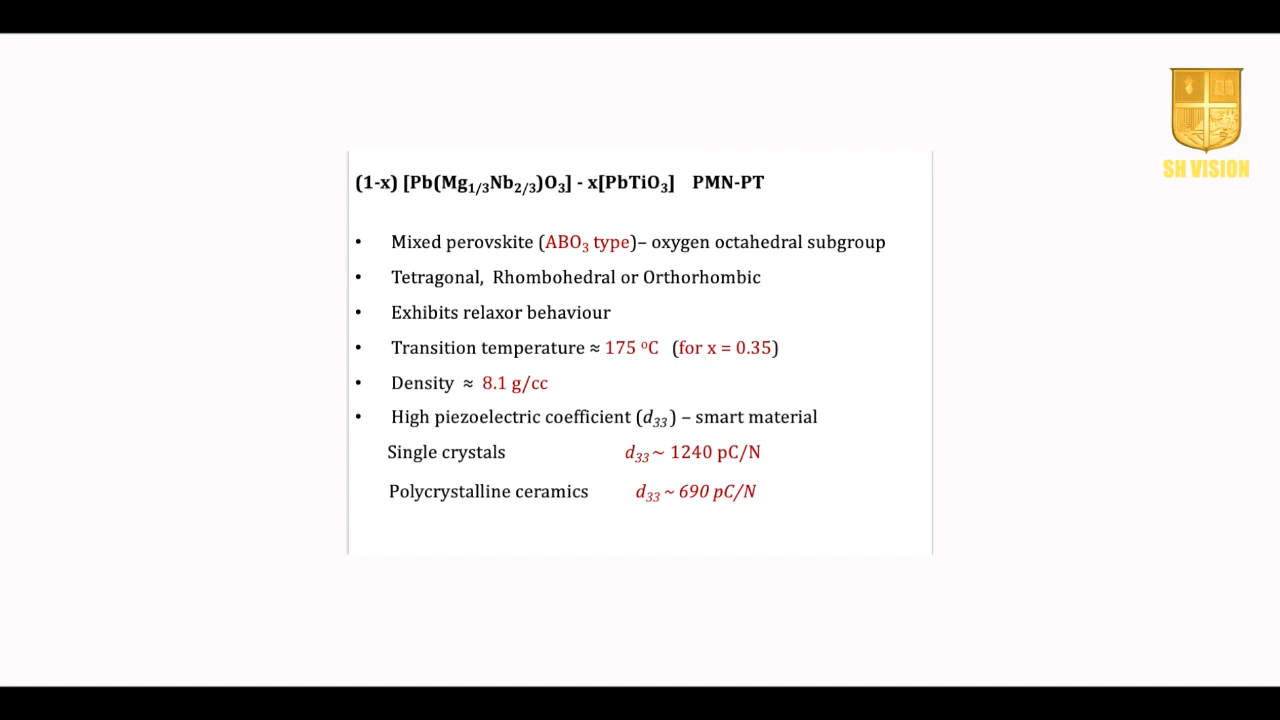 (1-x) [Pb(Mg1/3Nb2/3)O3] - x[PbTiO3] PMN-PT
SH VISION
• Mixed perovskite (ABO3 type)– oxygen octahedral subgroup
• Tetragonal, Rhombohedral or Orthorhombic
• Exhibits relaxor behaviour
• Transition temperature ≈ 175 ºC (for x = 0.35)
• Density ≈ 8.1 g/cc
• High piezoelectric coefficient (d33) – smart material
Single crystals d33 ~ 1240 pC/N
Polycrystalline ceramics d33 ~ 690 pC/N